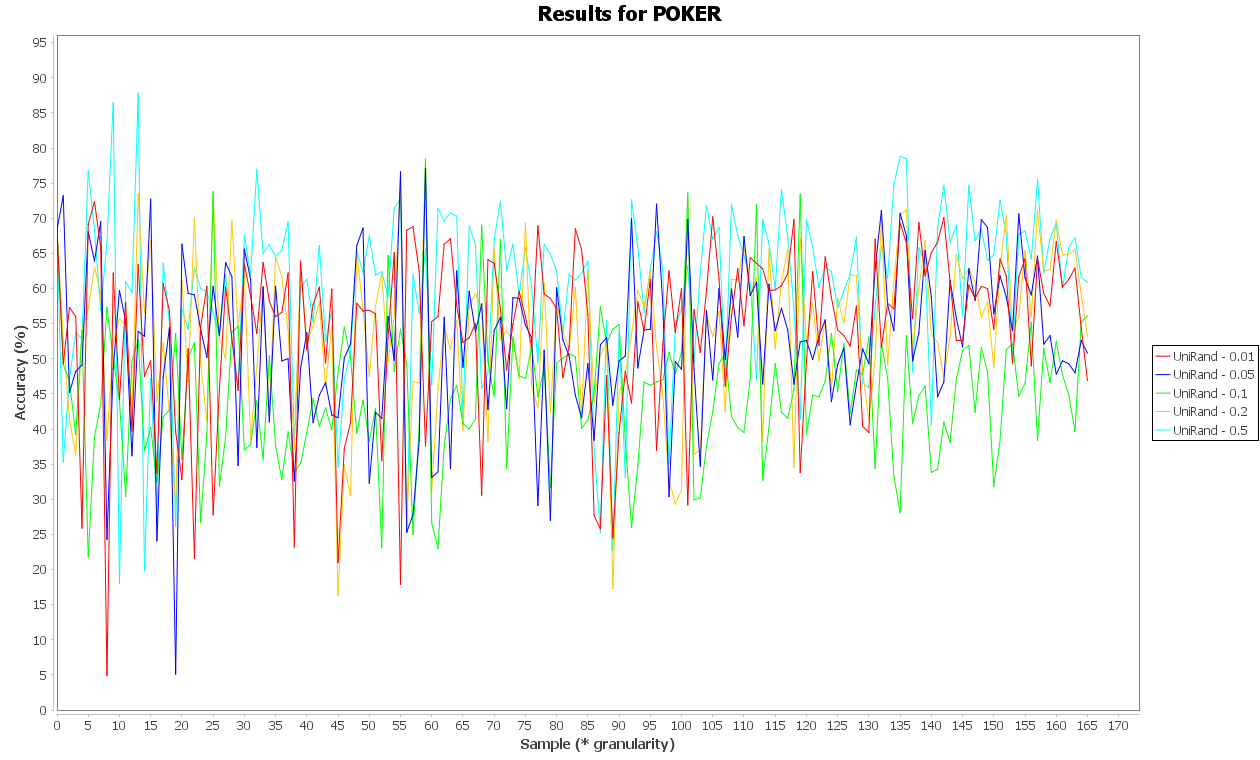 Results for POKER
95
90
85
80
75
70
65
60
55
50
45
40
35
30
25
20
15
10
5
0
Accuracy (%)
0 5 10 15 20 25 30 35 40 45 50 55 60 65 70 75 80 85 90 95 100 105 110 115 120 125 130 135 140 145 150 155 160 165 170
Sample (* granularity)
UniRand - 0.01
UniRand - 0.05
UniRand - 0.1
UniRand - 0.2
UniRand - 0.5